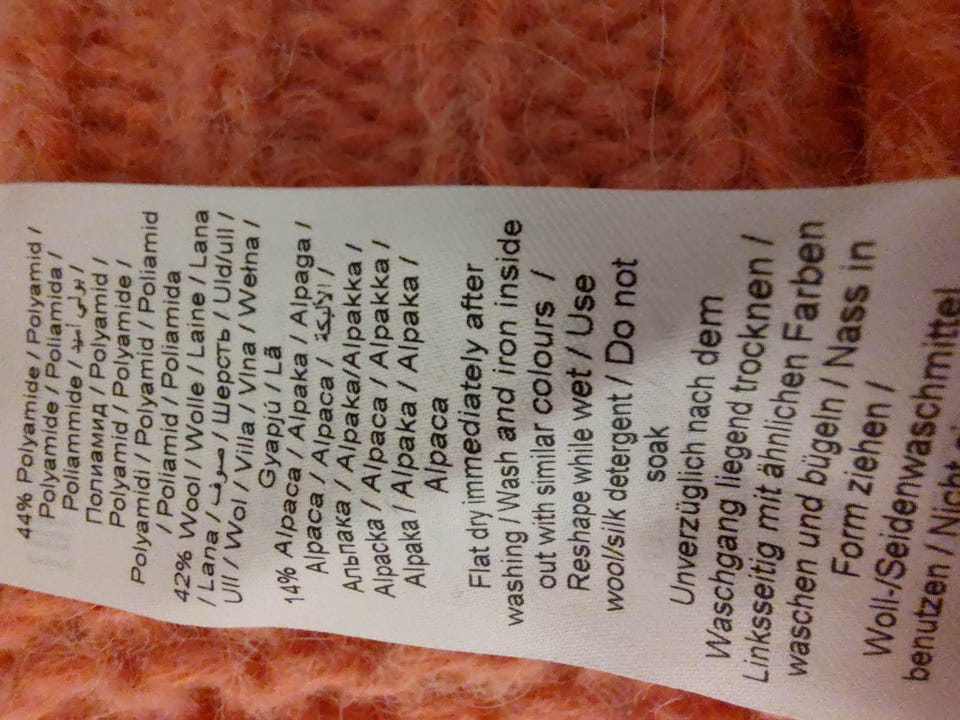 44% Polyamide / Polyamid /
Polyamide / Poliamida /
Poliammide / بولي أميد /
Полиамид / Polyamid /
Polyamid / Polyamide /
Polyamidi / Polyamid / Poliamid
/ Poliamid / Poliamida
42% Wool / Wolle / Laine / Lana
/ Lana / صوف / Шерсть / Uld/ull /
Ull / Wol / Villa / Vlna / Wełna /
Gyapjú / Lã
14% Alpaca / Alpaka / Alpaga /
Alpaca / Alpaca / الألبكة /
Альпака / Alpaka/Alpakka /
Alpacka / Alpaca / Alpakka /
Alpaka / Alpaka / Alpaka /
Alpaca
Flat dry immediately after
washing / Wash and iron inside
out with similar colours /
Reshape while wet / Use
wool/silk detergent / Do not
soak
Unverzüglich nach dem
Waschgang liegend trocknen /
Linksseitig mit ähnlichen Farben
waschen und bügeln / Nass in
Form ziehen /
Woll-/Seidenwaschmittel
benutzen / Nicht